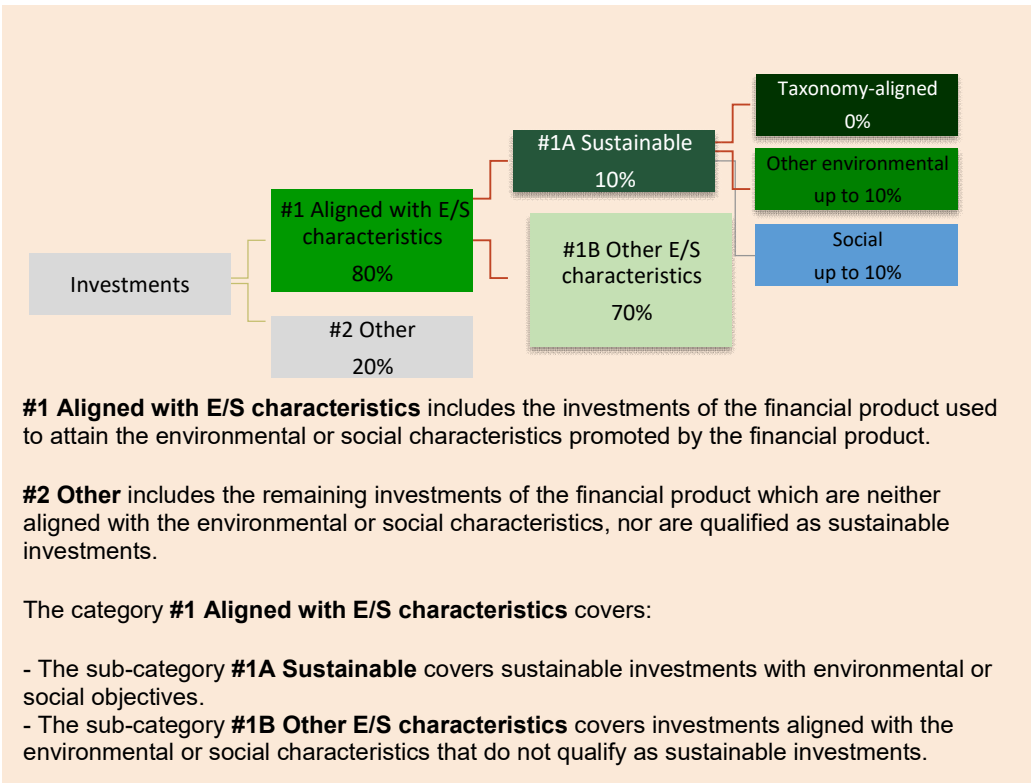 Investments
#1 Aligned with E/S
characteristics
80%
#2 Other
20%
#1A Sustainable
10%
#1B Other E/S
characteristics
70%
Taxonomy-aligned
0%
Other environmental
up to 10%
Social
up to 10%
#1 Aligned with E/S characteristics includes the investments of the financial product used
to attain the environmental or social characteristics promoted by the financial product.
#2 Other includes the remaining investments of the financial product which are neither
aligned with the environmental or social characteristics, nor are qualified as sustainable
investments.
The category #1 Aligned with E/S characteristics covers:
- The sub-category #1A Sustainable covers sustainable investments with environmental or
social objectives.
- The sub-category #1B Other E/S characteristics covers investments aligned with the
environmental or social characteristics that do not qualify as sustainable investments.